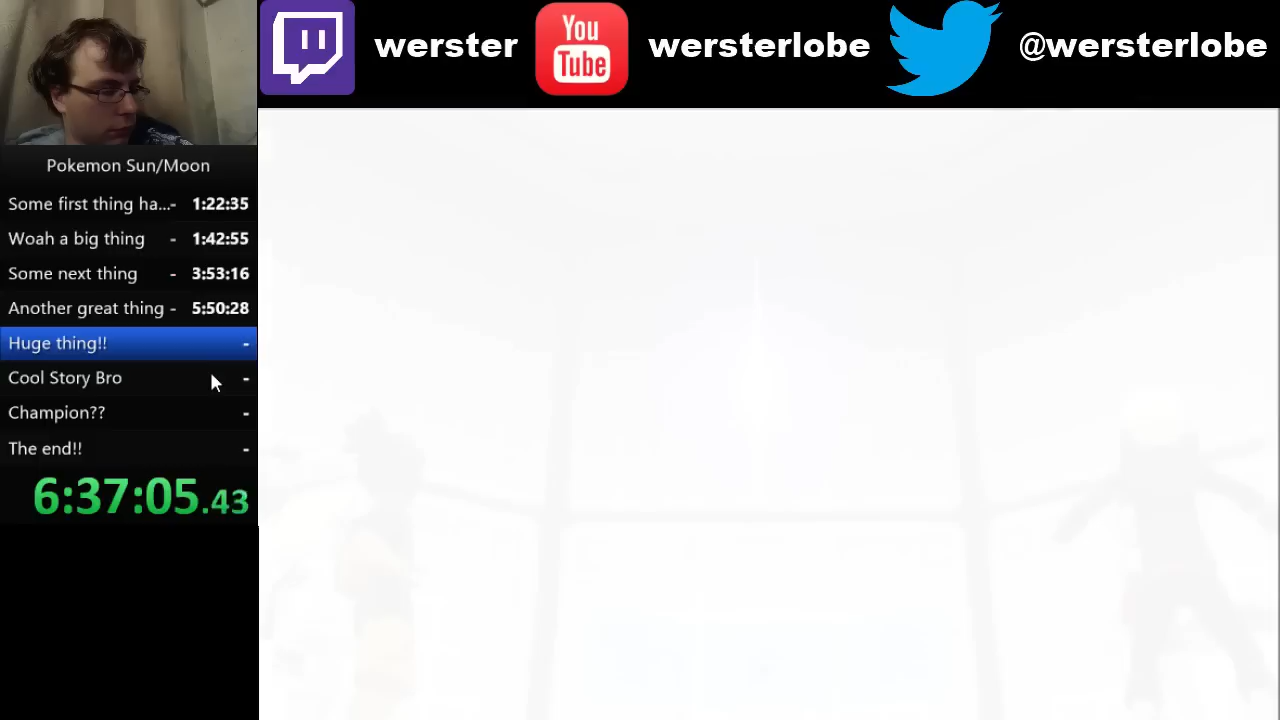 werster
You
Tube
wersterlobe
@wersterlobe
Pokemon Sun/Moon
Some first thing ha...- 1:22:35
Woah a big thing - 1:42:55
Some next thing - 3:53:16
Another great thing - 5:50:28
Huge thing!! -
Cool Story Bro -
Champion?? -
The end!! -
6:37:05.43